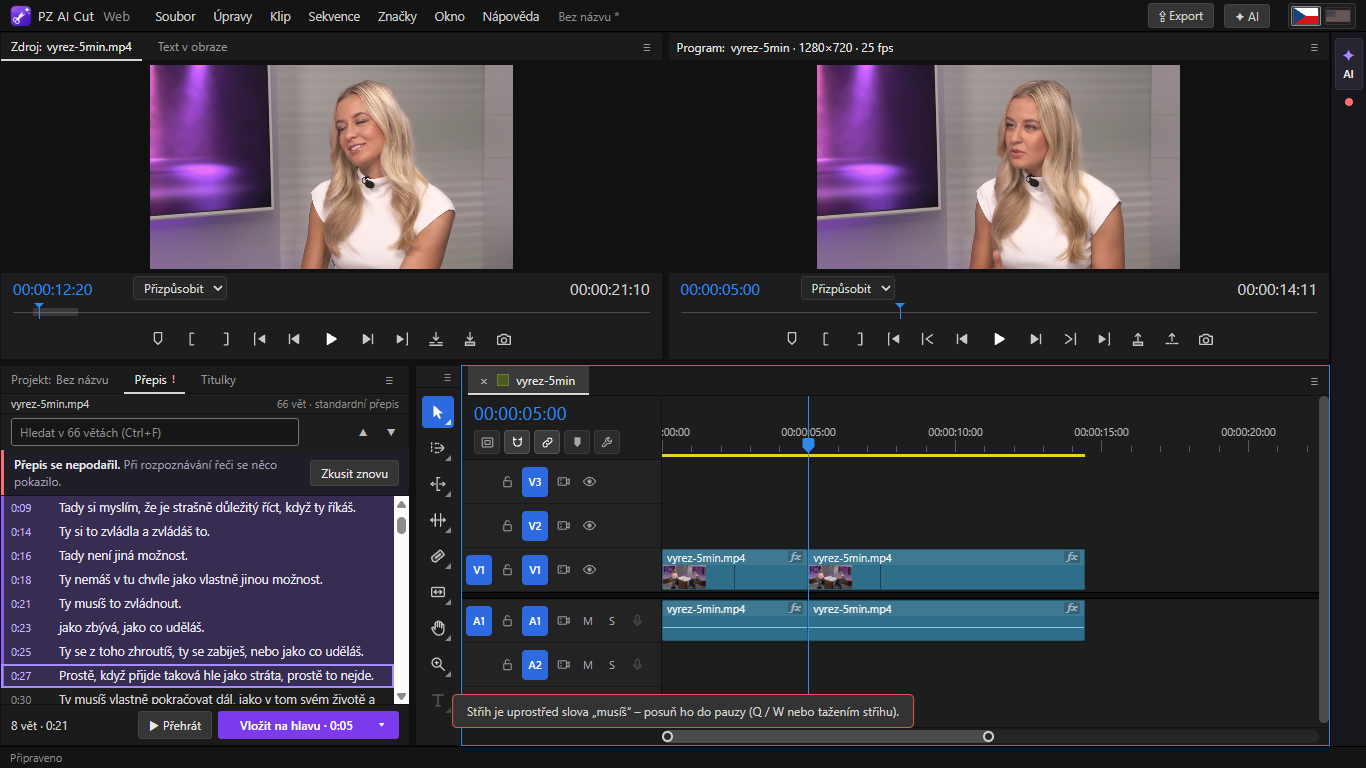 PZ AI Cut Web Soubor Úpravy Klip Sekvence Značky Okno Nápověda Bez názvu * Export AI
Zdroj: vyrez-5min.mp4 Text v obraze
Program: vyrez-5min · 1280×720 · 25 fps
AI
00:00:12:20 Přizpůsobit 00:00:21:10
00:00:05:00 Přizpůsobit 00:00:14:11
Projekt: Bez názvu Přepis ! Titulky
vyrez-5min.mp4 66 vět · standardní přepis
Hledat v 66 větách (Ctrl+F)
Přepis se nepodařil. Při rozpoznávání řeči se něco
pokazilo.
Zkusit znovu
0:09 Tady si myslím, že je strašně důležitý říct, když ty říkáš.
0:14 Ty si to zvládla a zvládáš to.
0:16 Tady není jiná možnost.
0:18 Ty nemáš v tu chvíle jako vlastně jinou možnost.
0:21 Ty musíš to zvládnout.
0:23 jako zbývá, jako co uděláš.
0:25 Ty se z toho zhroutíš, ty se zabiješ, nebo jako co uděláš.
0:27 Prostě, když přijde taková hle jako stráta, prostě to nejde.
0:30 Ty musíš vlastně pokračovat dál, jako v tom svém životě a
8 vět · 0:21 Přehrát Vložit na hlavu · 0:05
vyrez-5min
00:00:05:00
:00:00 00:00:05:00 00:00:10:00 00:00:15:00 00:00:20:00
V3
V2
V1 V1 vyrez-5min.mp4 fx vyrez-5min.mp4 fx
A1 A1 M S vyrez-5min.mp4 fx vyrez-5min.mp4 fx
A2 M S
Střih je uprostřed slova „musíš“ – posuň ho do pauzy (Q / W nebo tažením střihu).
Připraveno